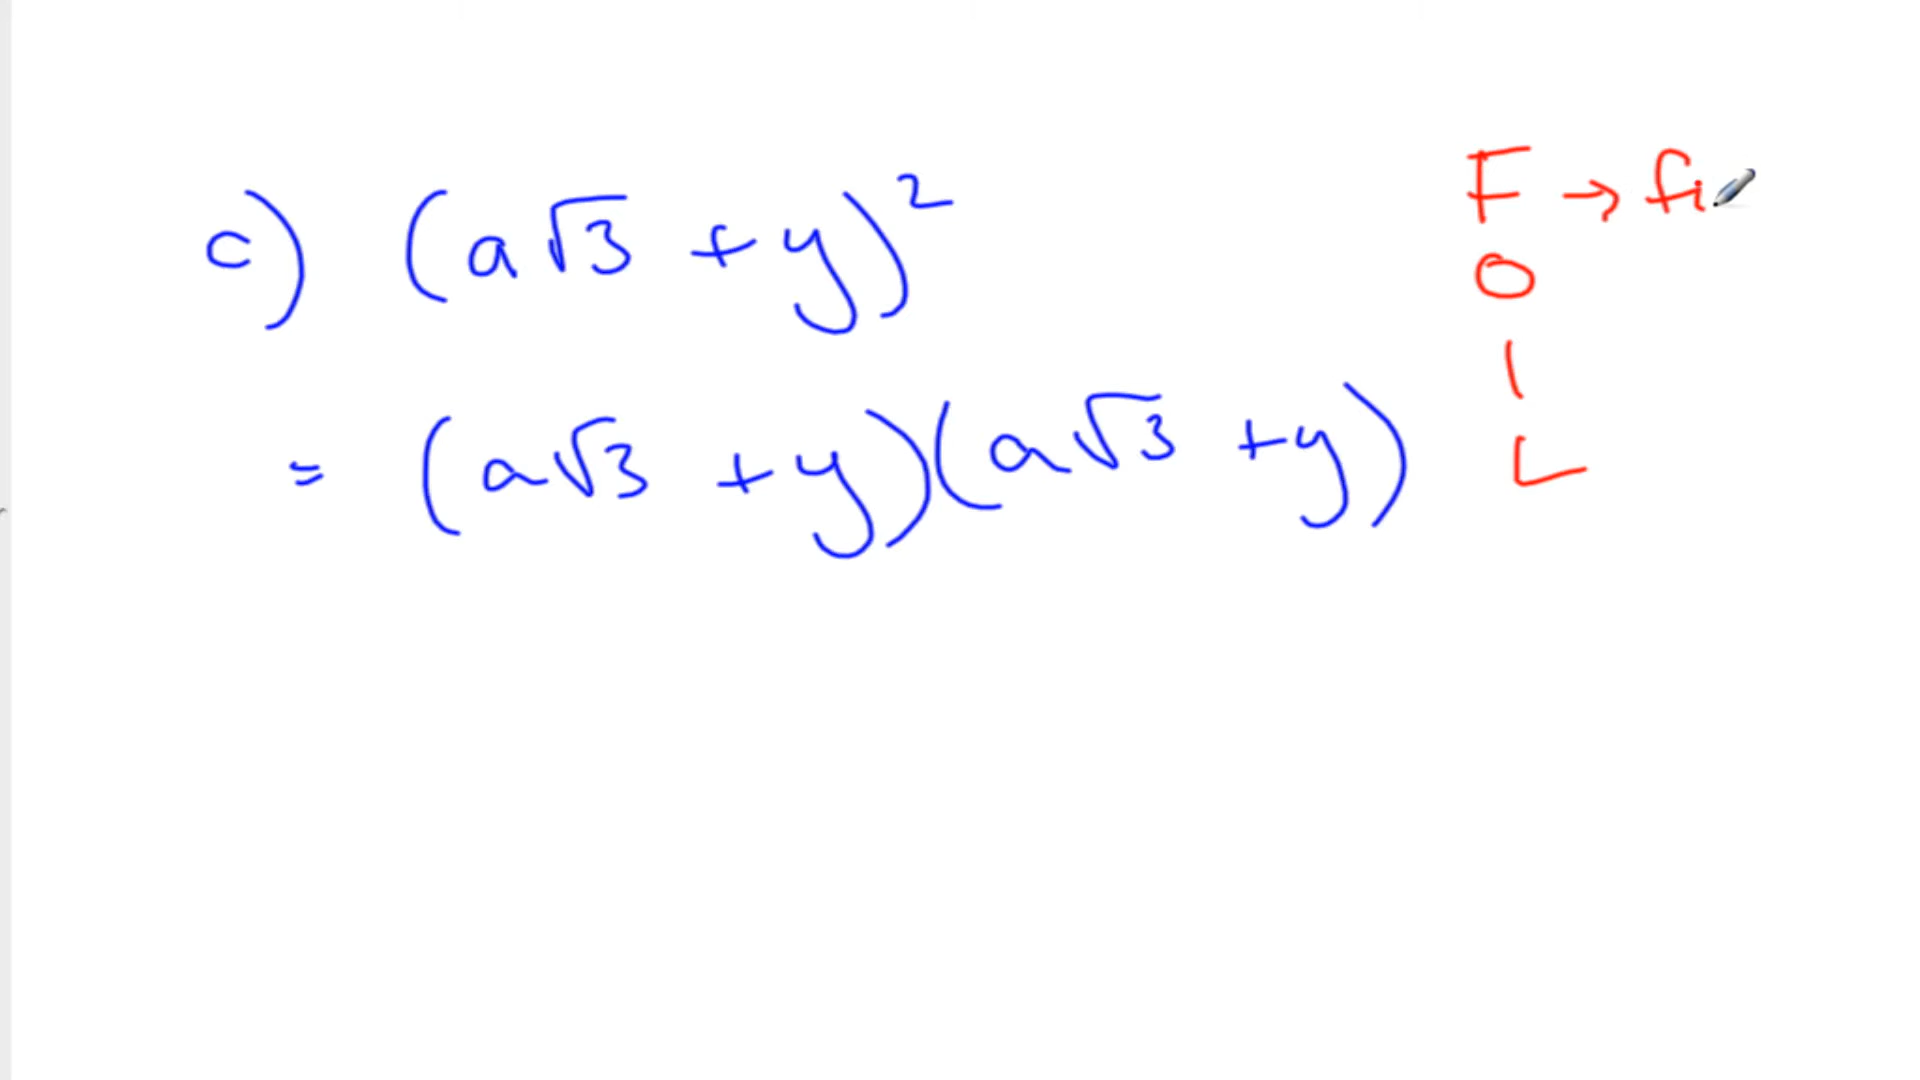 c) (a√3 + y)²
= (a√3 + y)(a√3 + y)
F → fi
O
I
L